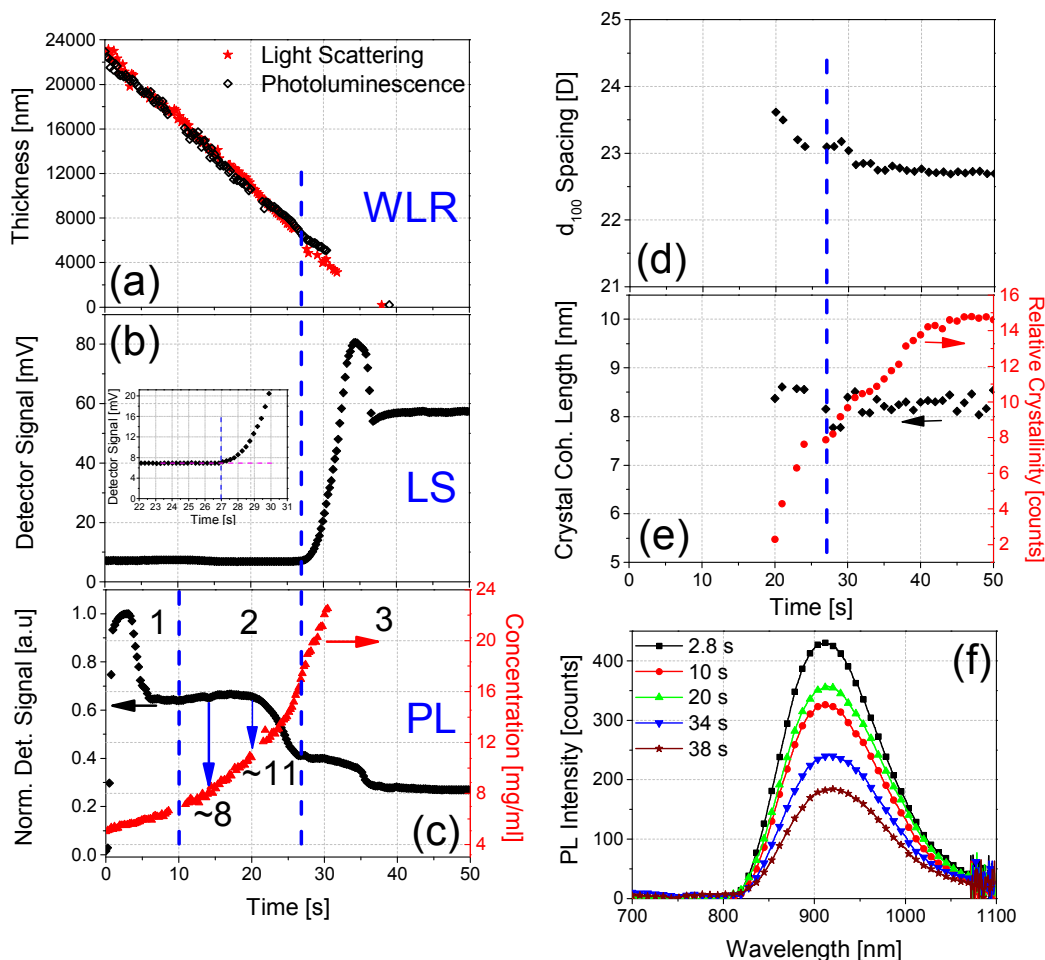 24000
20000
16000
12000
8000
4000
0
Thickness [nm]
Light Scattering
Photoluminescence
WLR
(a)
80
60
40
20
0
Detector Signal [mV]
(b)
LS
20
16
12
8
4
0
Detector Signal [mV]
22 23 24 25 26 27 28 29 30 31
Time [s]
1.0
0.8
0.6
0.4
0.2
0.0
Norm. Det. Signal [a.u]
1 2 3
PL
~8
~11
(c)
24
20
16
12
8
4
Concentration [mg/ml]
0 10 20 30 40 50
Time [s]
25
24
23
22
21
d100 Spacing [D]
(d)
10
9
8
7
6
5
Crystal Coh. Length [nm]
(e)
16
14
12
10
8
6
4
2
Relative Crystallinity [counts]
0 10 20 30 40 50
Time [s]
400
300
200
100
0
PL Intensity [counts]
2.8 s
10 s
20 s
34 s
38 s
(f)
700 800 900 1000 1100
Wavelength [nm]